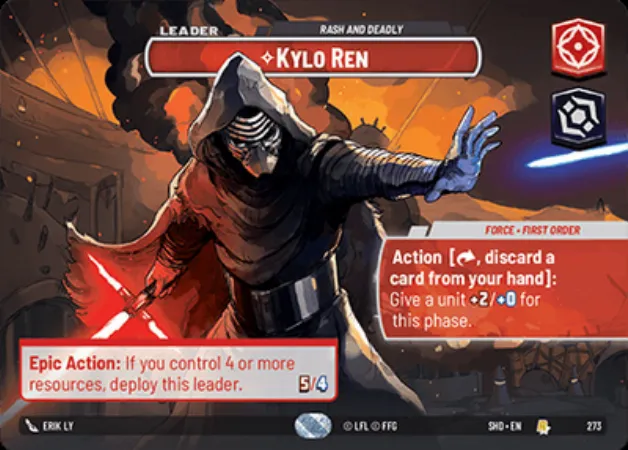 LEADER
RASH AND DEADLY
✧KYLO REN
FORCE • FIRST ORDER
Action [↷, discard a
card from your hand]:
Give a unit +2/+0 for
this phase.
Epic Action: If you control 4 or more
resources, deploy this leader.
5/4
ERIK LY
© LFL © FFG
SHD • EN
273